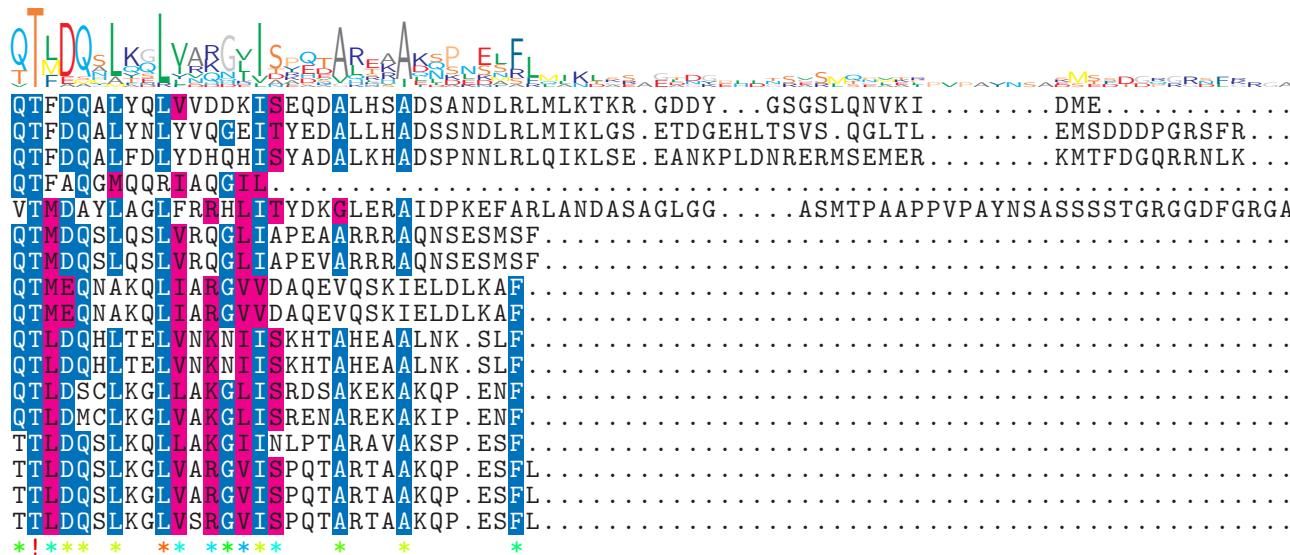 QTFDQALYQLVVDDKISEQDALHSADSANDLRLMLKTKR.GDDY...GSGSLQNVKI........DME............
QTFDQALYNLYVQGEITYEDALLHADSSNDLRLMIKLGS.ETDGEHLTSVS.QGLTL........EMSDDDPGRSFR...
QTFDQALFDLYDHQHISYADALKHADSPNNLRLQIKLSE.EANKPLDNRERMSEMER........KMTFDGQRRNLK...
QTFAQGMQQRIAQGIL................................................................
VTMDAYLAGLFRRHLITYDKGLERAIDPKEFARLANDASAGLGG.....ASMTPAAPPVPAYNSASSSSTGRGGDFGRGA
QTMDQSLQSLVRQGLIAPEAARRRAQNSESMSF...............................................
QTMDQSLQSLVRQGLIAPEVARRRAQNSESMSF...............................................
QTMEQNAKQLIARGVVDAQEVQSKIELDLKAF................................................
QTMEQNAKQLIARGVVDAQEVQSKIELDLKAF................................................
QTLDQHLTELVNKNIISKHTAHEAALNK.SLF................................................
QTLDQHLTELVNKNIISKHTAHEAALNK.SLF................................................
QTLDSCLKGLLAKGLISRDSAKEKAKQP.ENF................................................
QTLDMCLKGLVAKGLISRENAREKAKIP.ENF................................................
TTLDQSLKQLLAKGIINLPTARAVAKSP.ESF................................................
TTLDQSLKGLVARGVISPQTARTAAKQP.ESFL...............................................
TTLDQSLKGLVARGVISPQTARTAAKQP.ESFL...............................................
TTLDQSLKGLVSRGVISPQTARTAAKQP.ESFL...............................................
*!*** *  ** *****   *   *      *